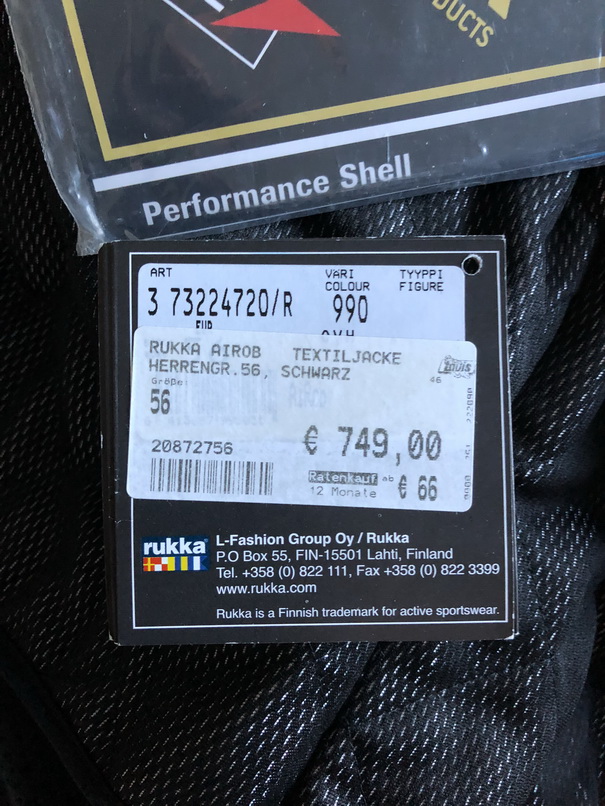 DUCTS
Performance Shell
ART VARI TYYPPI
COLOUR FIGURE
3 73224720/R 990
RUKKA AIROB TEXTILJACKE
HERRENGR.56, SCHWARZ
Größe: 46
56
Louis
€ 749,00
20872756
Ratenkauf ab € 66
12 Monate
rukka
L-Fashion Group Oy / Rukka
P.O Box 55, FIN-15501 Lahti, Finland
Tel. +358 (0) 822 111, Fax +358 (0) 822 3399
www.rukka.com
Rukka is a Finnish trademark for active sportswear.